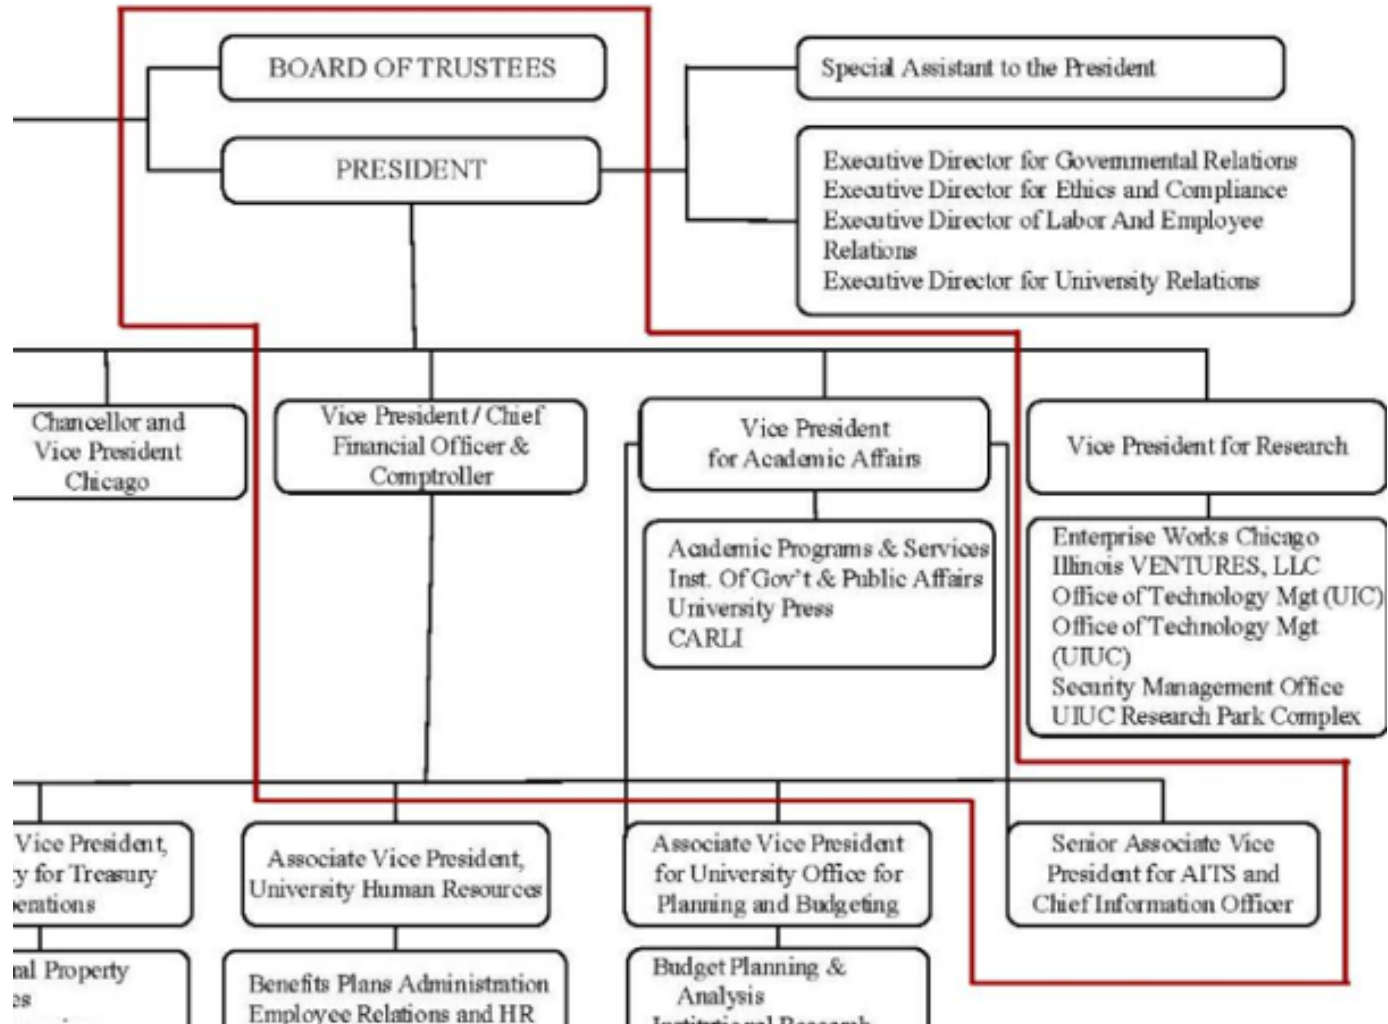 BOARD OF TRUSTEES
Special Assistant to the President
PRESIDENT
Executive Director for Governmental Relations
Executive Director for Ethics and Compliance
Executive Director of Labor And Employee
Relations
Executive Director for University Relations
Chancellor and
Vice President
Chicago
Vice President / Chief
Financial Officer &
Comptroller
Vice President
for Academic Affairs
Vice President for Research
Academic Programs & Services
Inst. Of Gov't & Public Affairs
University Press
CARLI
Enterprise Works Chicago
Illinois VENTURES, LLC
Office of Technology Mgt (UIC)
Office of Technology Mgt
(UIUC)
Security Management Office
UIUC Research Park Complex
Vice President,
for Treasury
Associate Vice President,
University Human Resources
Associate Vice President
for University Office for
Planning and Budgeting
Senior Associate Vice
President for AITS and
Chief Information Officer
Property
Benefits Plans Administration
Employee Relations and HR
Budget Planning &
Analysis
Institutional Research